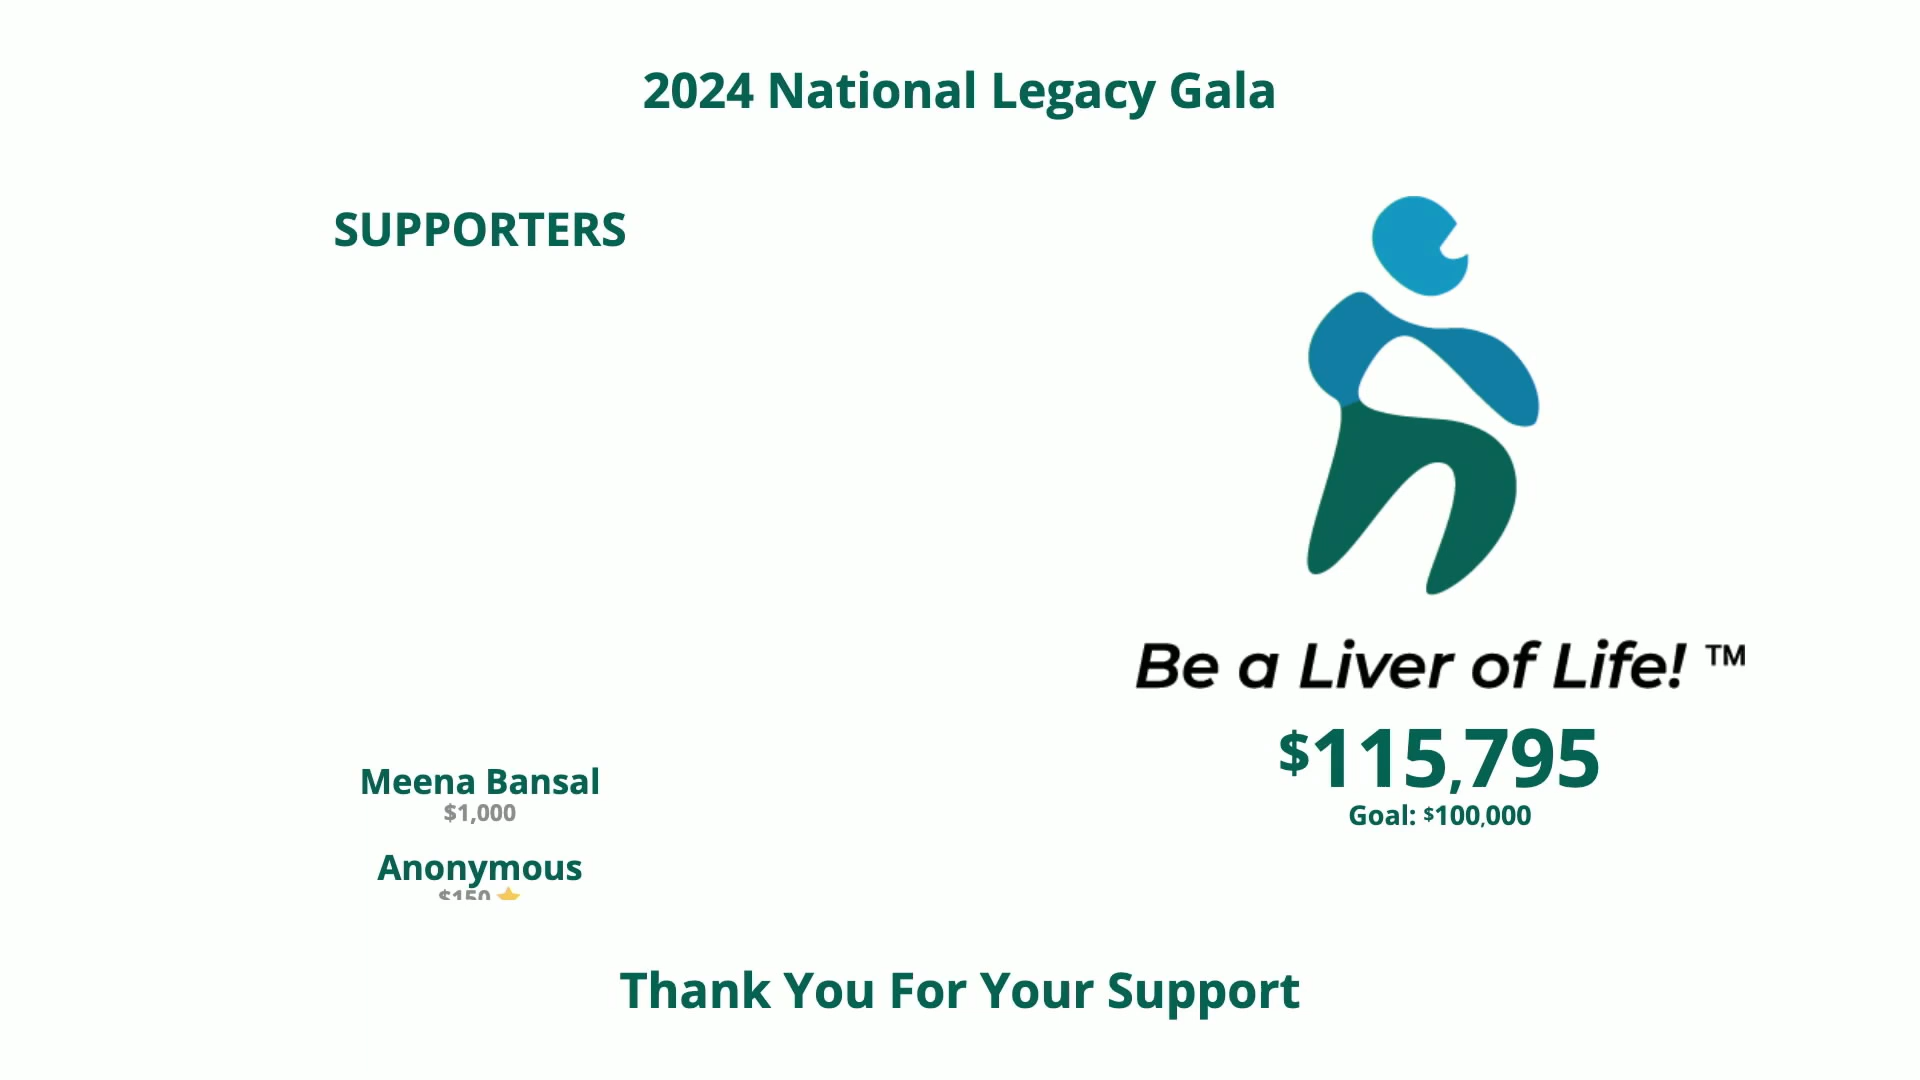 2024 National Legacy Gala
SUPPORTERS
Meena Bansal
$1,000
Anonymous
$150
Be a Liver of Life! ™
$115,795
Goal: $100,000
Thank You For Your Support